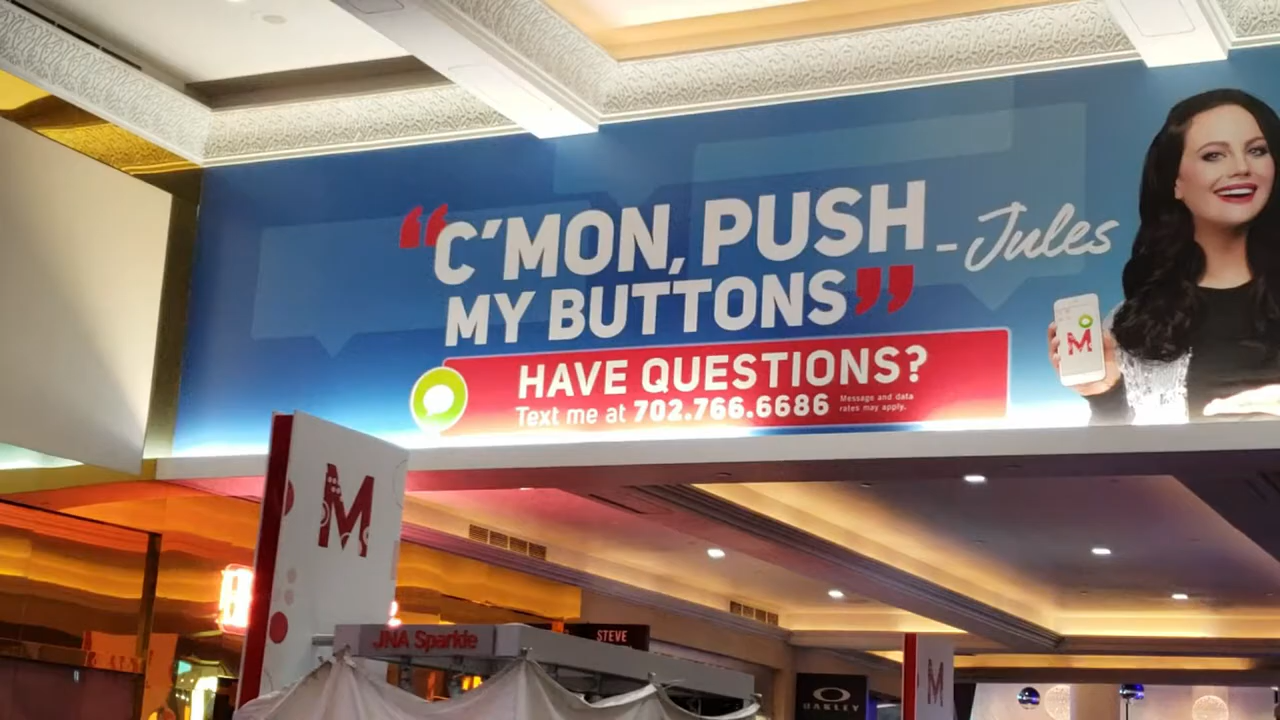 “C’MON, PUSH
MY BUTTONS”
- Jules
HAVE QUESTIONS?
Text me at 702.766.6686
Message and data
rates may apply.
M
M
JNA Sparkle
STEVE
OAKLEY
M